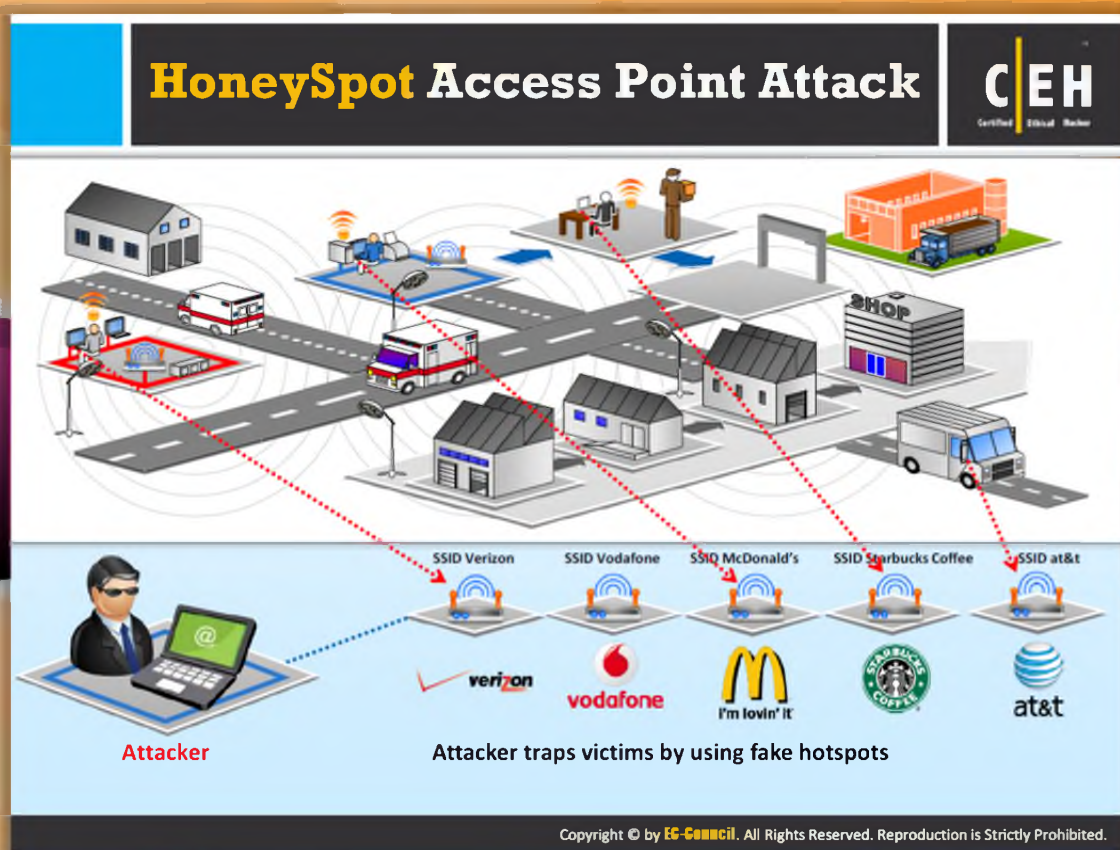 HoneySpot Access Point Attack
C EH
Certified Ethical Hacker
SHOP
SSID Verizon
SSID Vodafone
SSID McDonald's
SSID Starbucks Coffee
SSID at&t
@
verizon
vodafone
M
i'm lovin' it
STARBUCKS
COFFEE
at&t
Attacker
Attacker traps victims by using fake hotspots
Copyright © by EC-Council. All Rights Reserved. Reproduction is Strictly Prohibited.